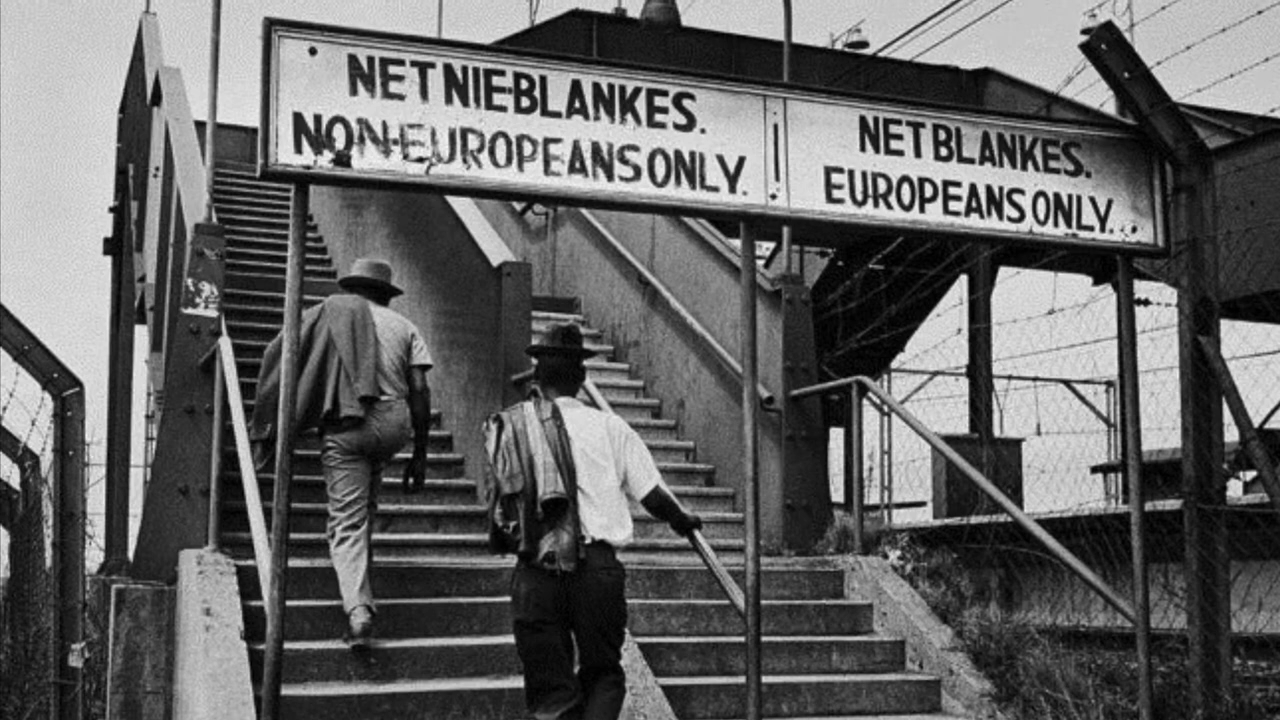 NET NIE-BLANKES.
NON-EUROPEANS ONLY.
NET BLANKES.
EUROPEANS ONLY.